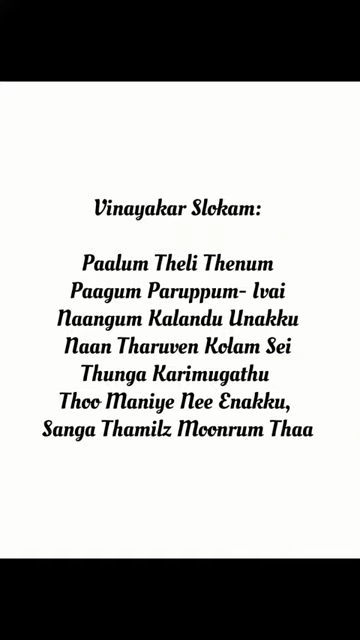 Vinayakar Slokam:
Paalum Theli Thenum
Paagum Paruppum- Ivai
Naangum Kalandu Unakku
Naan Tharuven Kolam Sei
Thunga Karimugathu
Thoo Maniye Nee Enakku,
Sanga Thamilz Moonrum Thaa